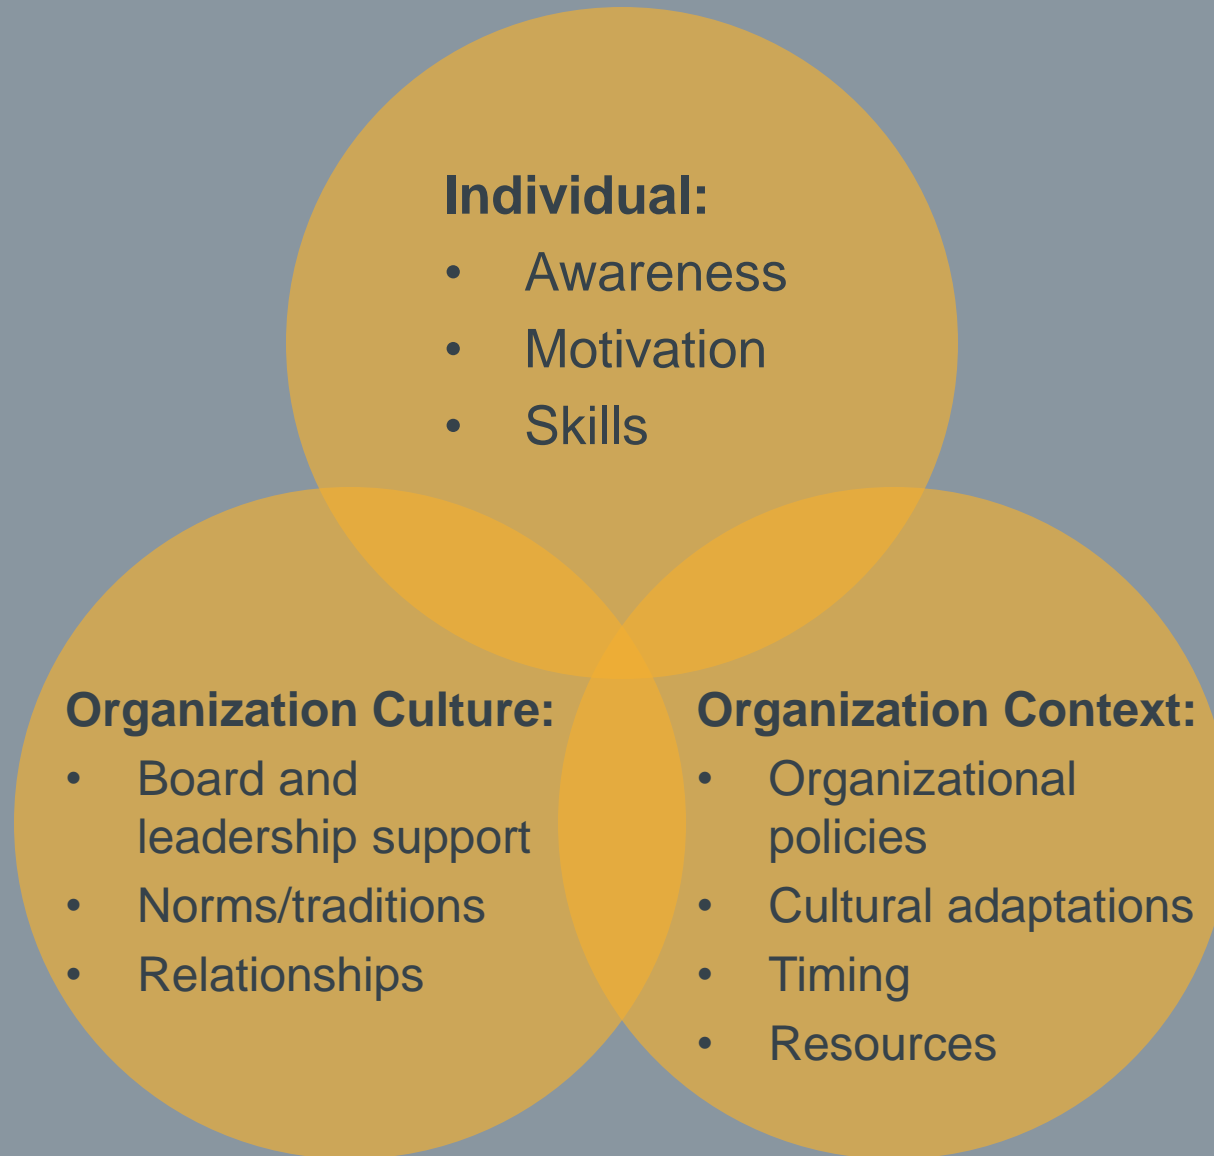 Individual:
• Awareness
• Motivation
• Skills
Organization Culture:
• Board and
leadership support
• Norms/traditions
• Relationships
Organization Context:
• Organizational
policies
• Cultural adaptations
• Timing
• Resources